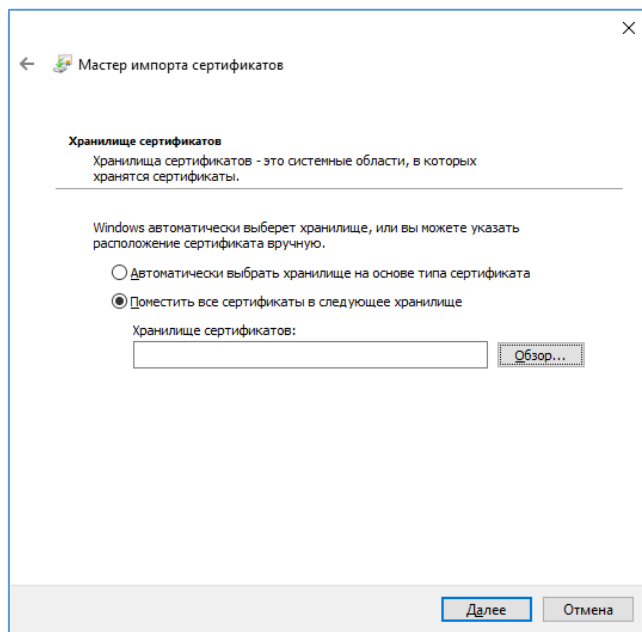 Мастер импорта сертификатов
Хранилище сертификатов
Хранилища сертификатов - это системные области, в которых
хранятся сертификаты.
Windows автоматически выберет хранилище, или вы можете указать
расположение сертификата вручную.
Автоматически выбрать хранилище на основе типа сертификата
Поместить все сертификаты в следующее хранилище
Хранилище сертификатов:
Обзор...
Далее Отмена